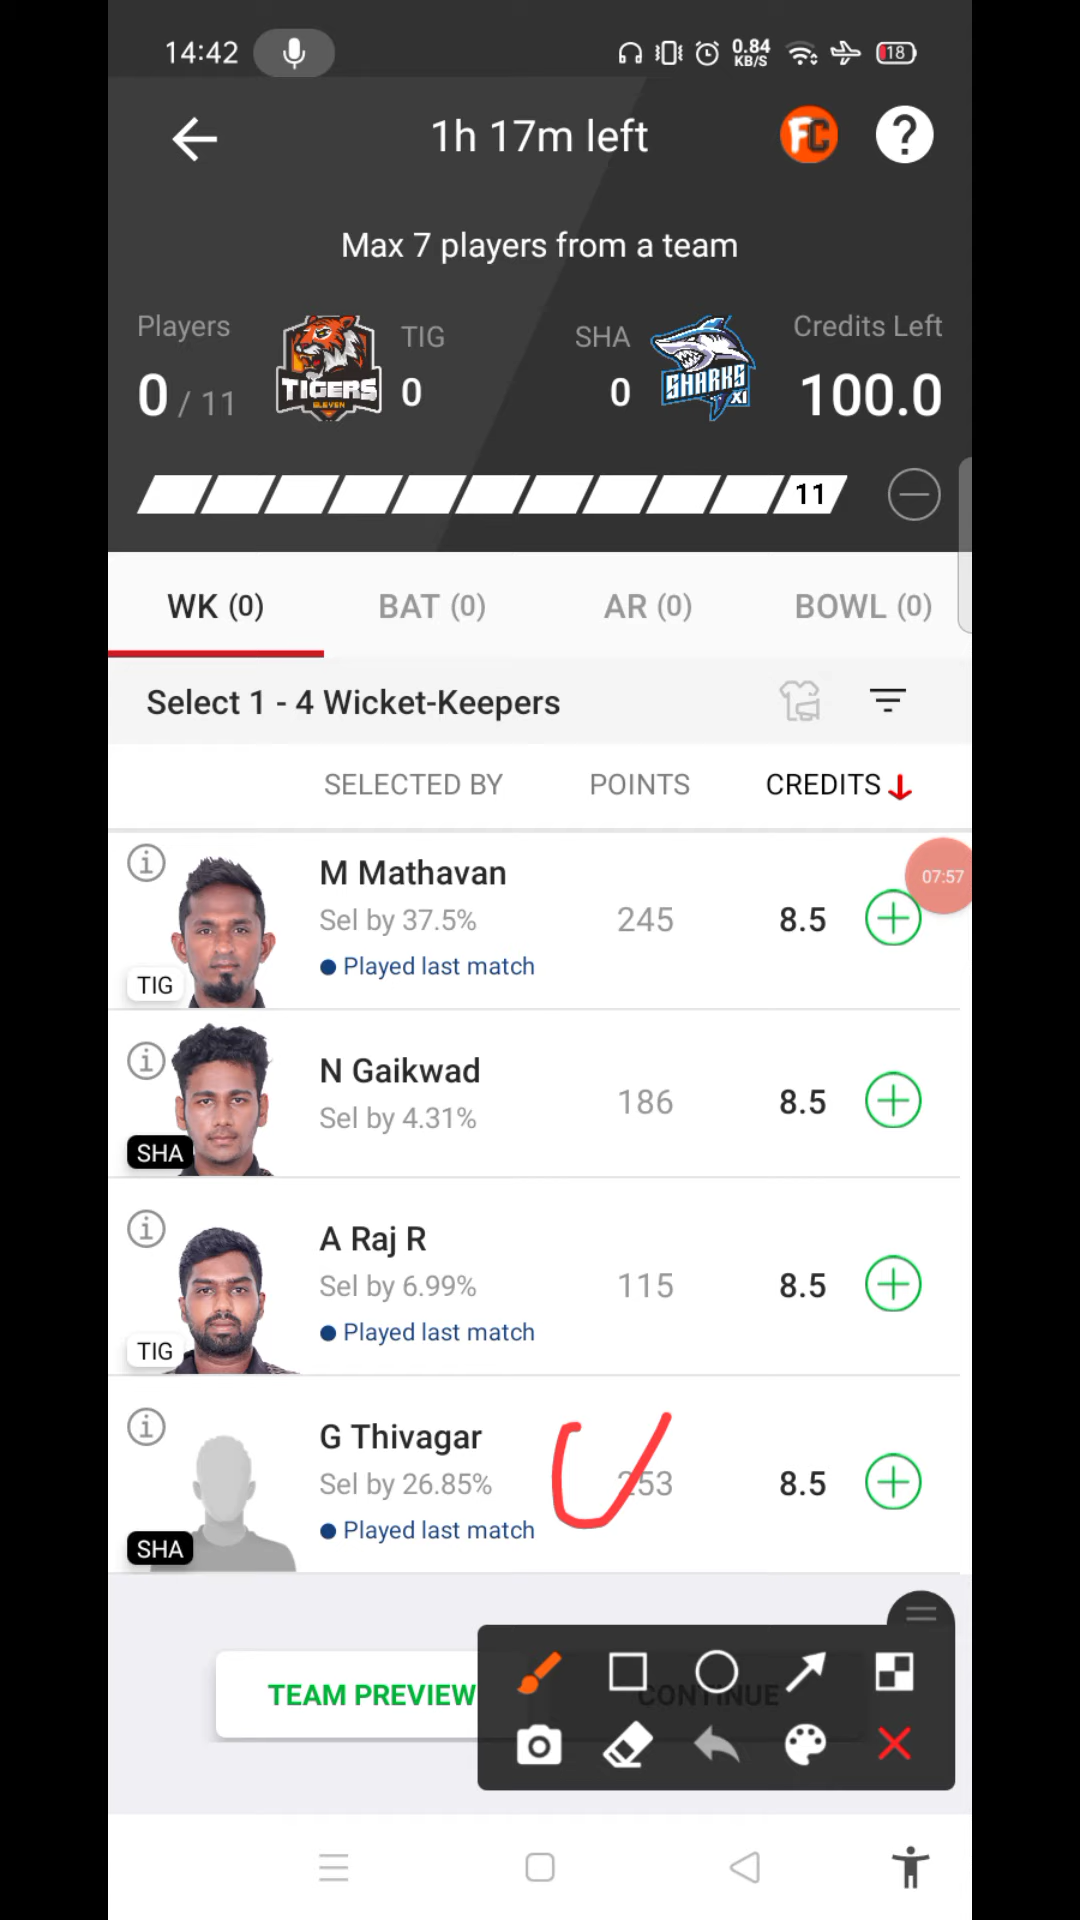 14:42
0.84
KB/S
18
1h 17m left
FC
?
Max 7 players from a team
Players
TIG
SHA
Credits Left
0 / 11
TIGERS
ELEVEN
0
0
SHARKS
XI
100.0
11
WK (0)
BAT (0)
AR (0)
BOWL (0)
Select 1 - 4 Wicket-Keepers
SELECTED BY
POINTS
CREDITS
M Mathavan
07:57
Sel by 37.5%
245
8.5
Played last match
TIG
N Gaikwad
Sel by 4.31%
186
8.5
SHA
A Raj R
Sel by 6.99%
115
8.5
Played last match
TIG
G Thivagar
Sel by 26.85%
253
8.5
Played last match
SHA
TEAM PREVIEW
CONTINUE